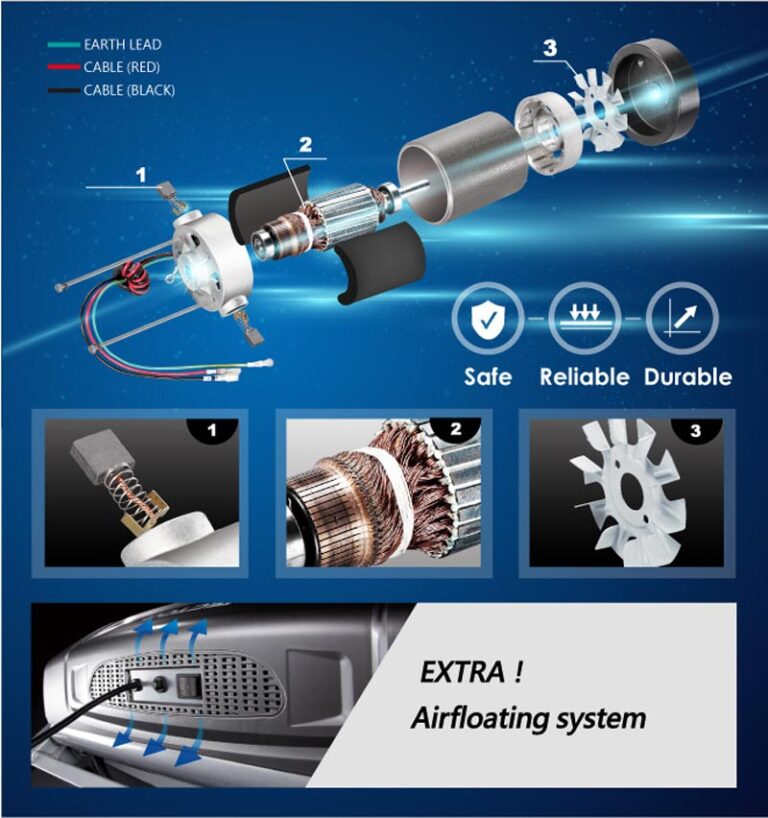 EARTH LEAD
CABLE (RED)
CABLE (BLACK)
3
2
1
Safe
Reliable
Durable
1
2
3
EXTRA !
Airfloating system